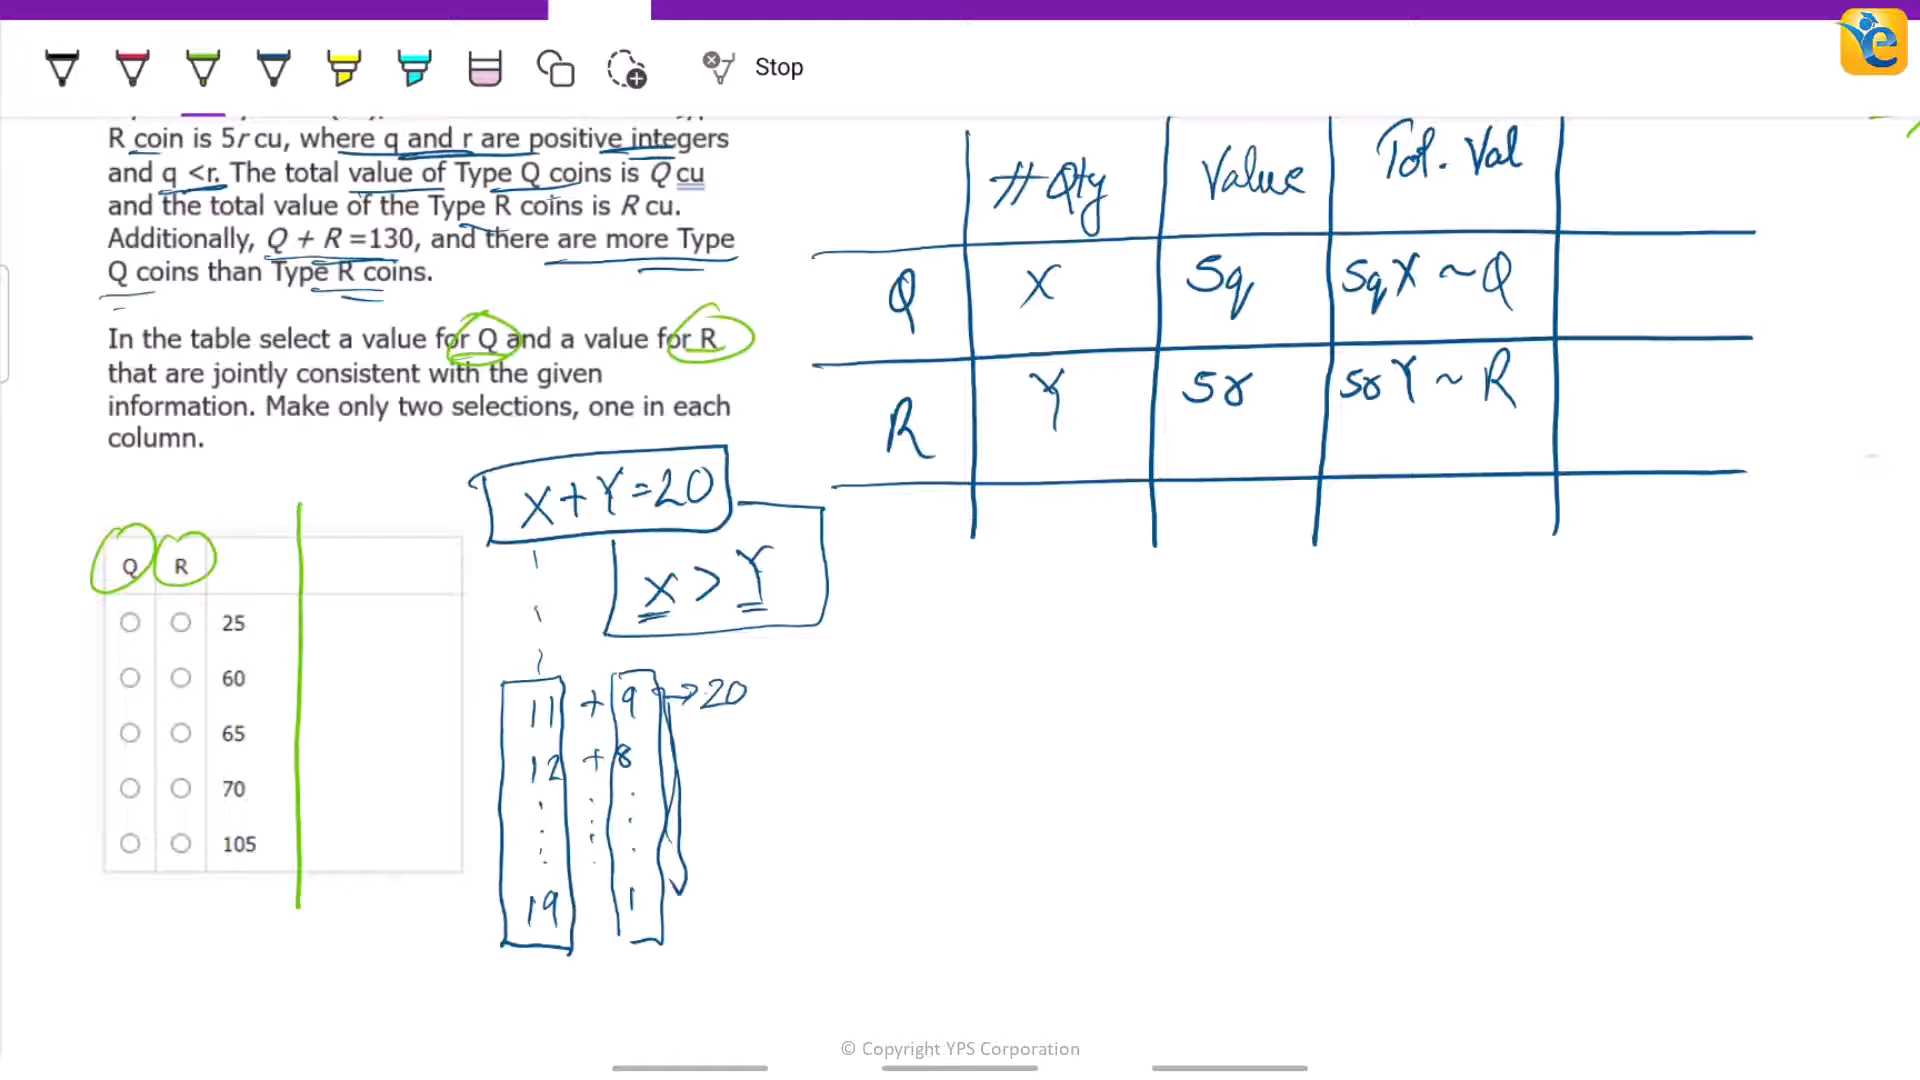 Stop
R coin is 5r cu, where q and r are positive integers
and q <r. The total value of Type Q coins is Q cu
and the total value of the Type R coins is R cu.
Additionally, Q + R =130, and there are more Type
Q coins than Type R coins.
In the table select a value for Q and a value for R
that are jointly consistent with the given
information. Make only two selections, one in each
column.
Q R
25
60
65
70
105
X + Y = 20
x > Y
11 + 9 → 20
12 + 8
19 1
# Qty Value Tot. Val
Q X 5q 5qX ~ Q
R Y 5r 5rY ~ R
© Copyright YPS Corporation